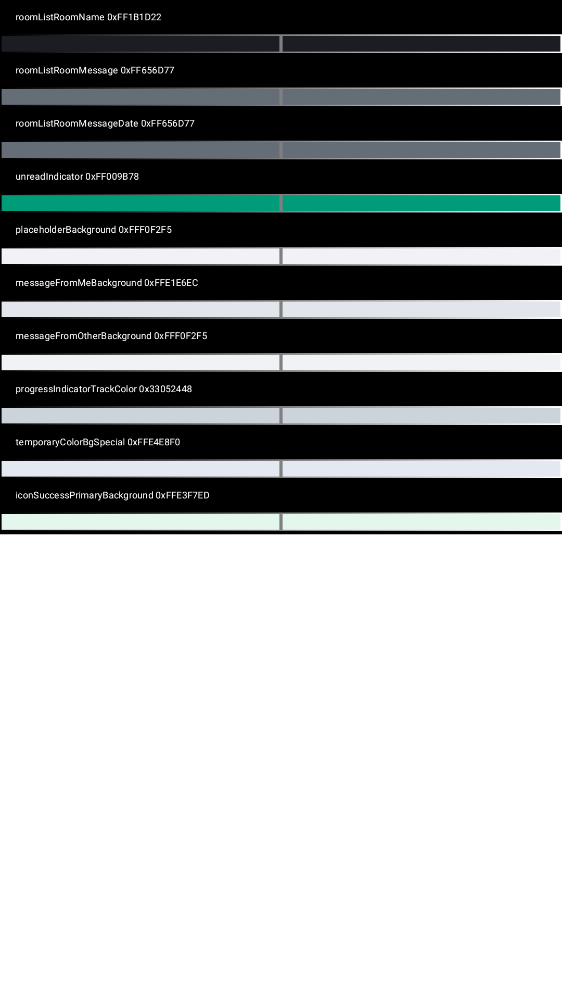 roomListRoomName 0xFF1B1D22
roomListRoomMessage 0xFF656D77
roomListRoomMessageDate 0xFF656D77
unreadIndicator 0xFF009B78
placeholderBackground 0xFFF0F2F5
messageFromMeBackground 0xFFE1E6EC
messageFromOtherBackground 0xFFF0F2F5
progressIndicatorTrackColor 0x33052448
temporaryColorBgSpecial 0xFFE4E8F0
iconSuccessPrimaryBackground 0xFFE3F7ED